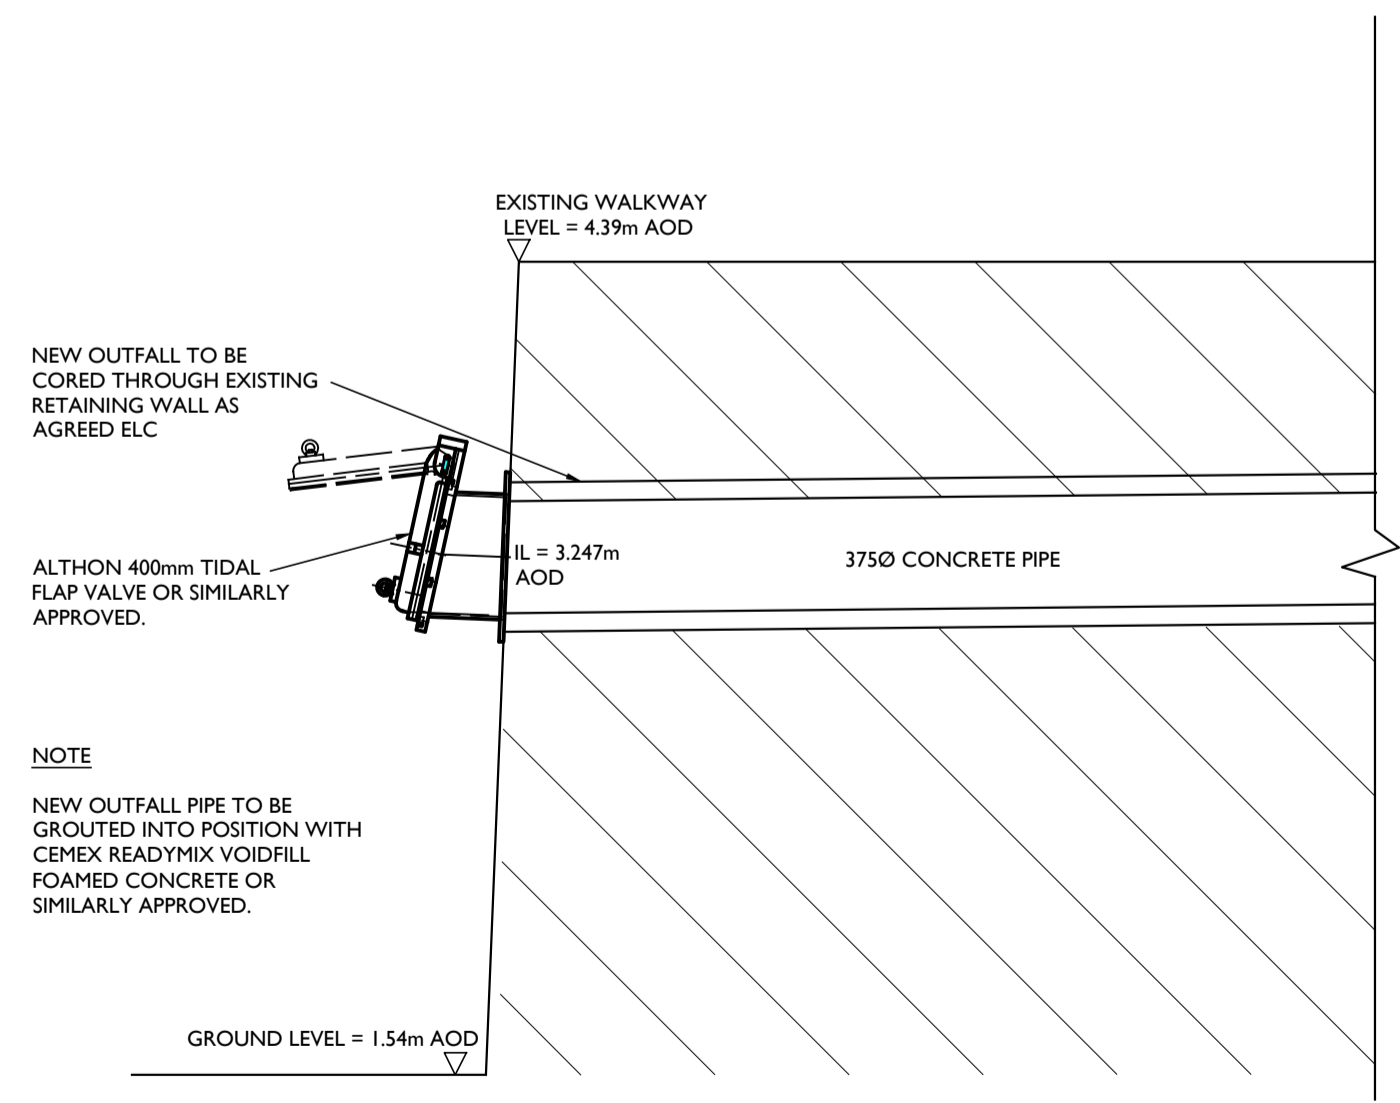 EXISTING WALKWAY
LEVEL = 4.39m AOD
NEW OUTFALL TO BE
CORED THROUGH EXISTING
RETAINING WALL AS
AGREED ELC
IL = 3.247m
AOD
375Ø CONCRETE PIPE
ALTHON 400mm TIDAL
FLAP VALVE OR SIMILARLY
APPROVED.
NOTE
NEW OUTFALL PIPE TO BE
GROUTED INTO POSITION WITH
CEMEX READYMIX VOIDFILL
FOAMED CONCRETE OR
SIMILARLY APPROVED.
GROUND LEVEL = 1.54m AOD